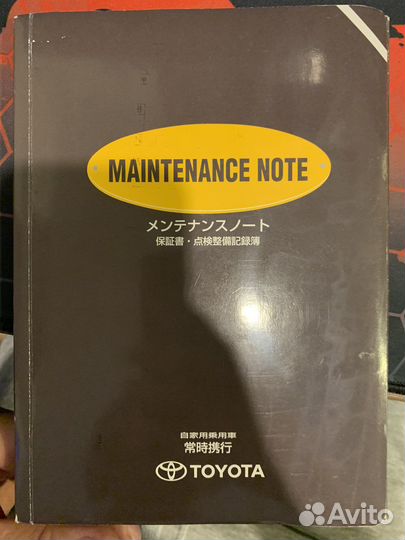 MAINTENANCE NOTE
メンテナンスノート
保証書・点検整備記録簿
自家用乗用車
常時携行
TOYOTA
Avito